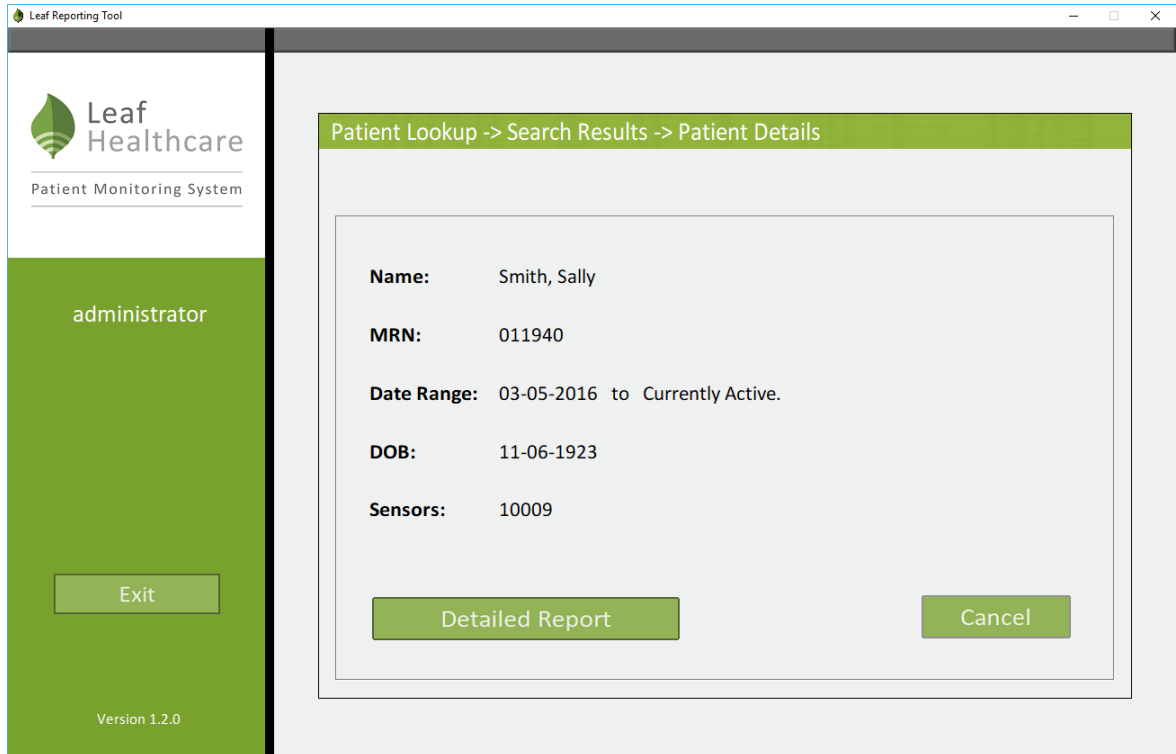 Leaf Reporting Tool
Leaf
Healthcare
Patient Monitoring System
administrator
Exit
Version 1.2.0
Patient Lookup -> Search Results -> Patient Details
Name: Smith, Sally
MRN: 011940
Date Range: 03-05-2016 to Currently Active.
DOB: 11-06-1923
Sensors: 10009
Detailed Report Cancel